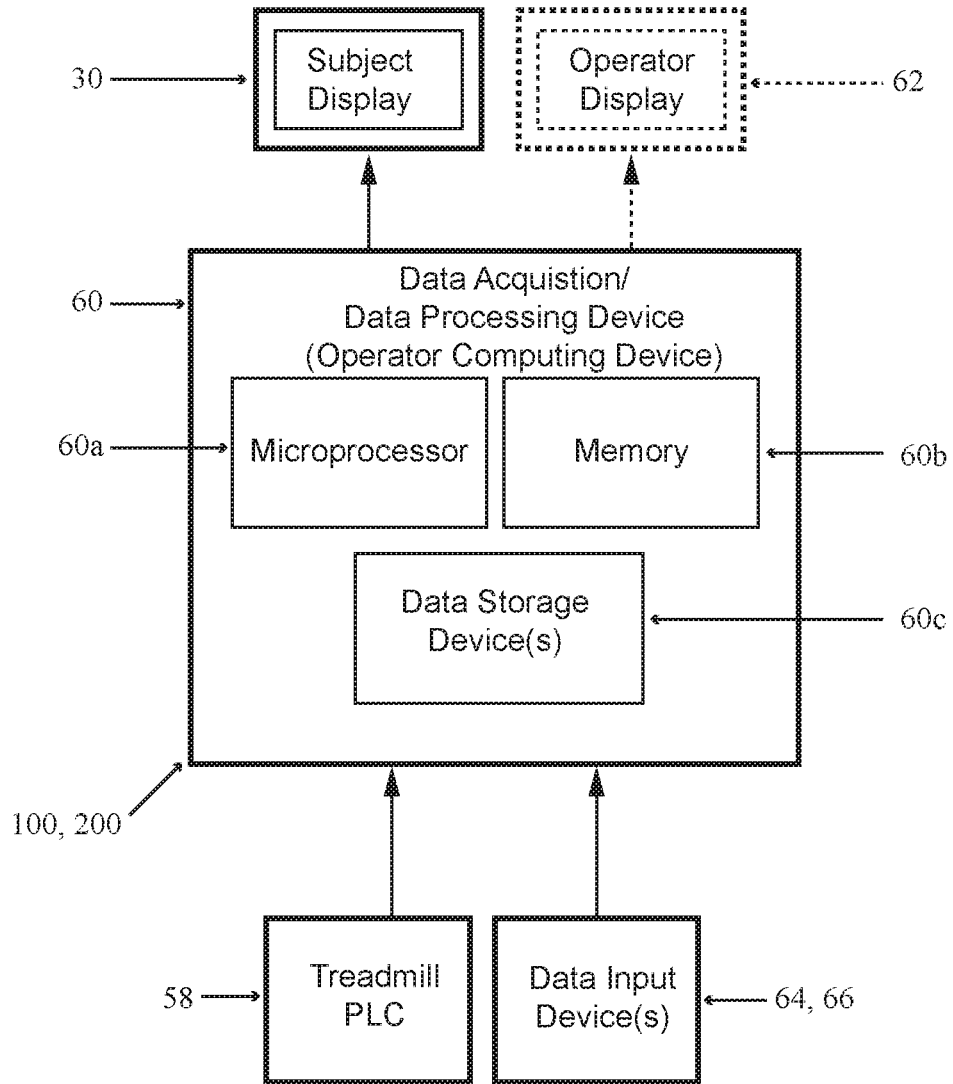 30
Subject
Display
Operator
Display
62
60
Data Acquistion/
Data Processing Device
(Operator Computing Device)
60a
Microprocessor
Memory
60b
Data Storage
Device(s)
60c
100, 200
58
Treadmill
PLC
Data Input
Device(s)
64, 66